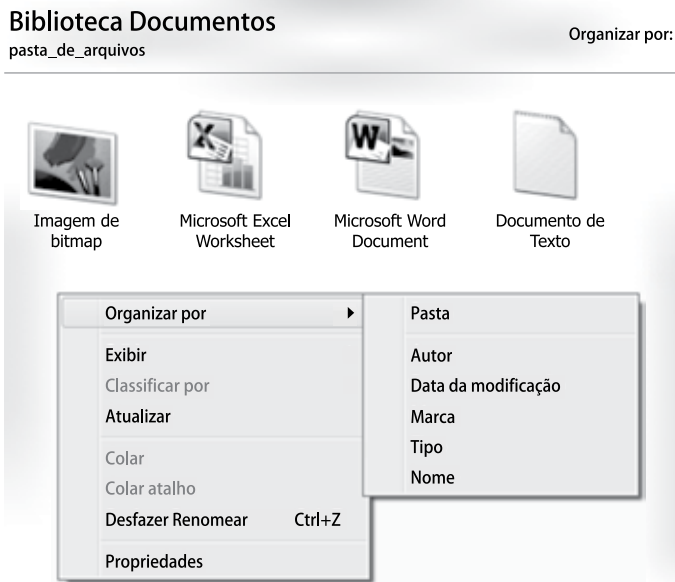 Biblioteca Documentos
pasta_de_arquivos
Organizar por:
Imagem de
bitmap
Microsoft Excel
Worksheet
Microsoft Word
Document
Documento de
Texto
Organizar por
Exibir
Classificar por
Atualizar
Colar
Colar atalho
Desfazer Renomear Ctrl+Z
Propriedades
Pasta
Autor
Data da modificação
Marca
Tipo
Nome